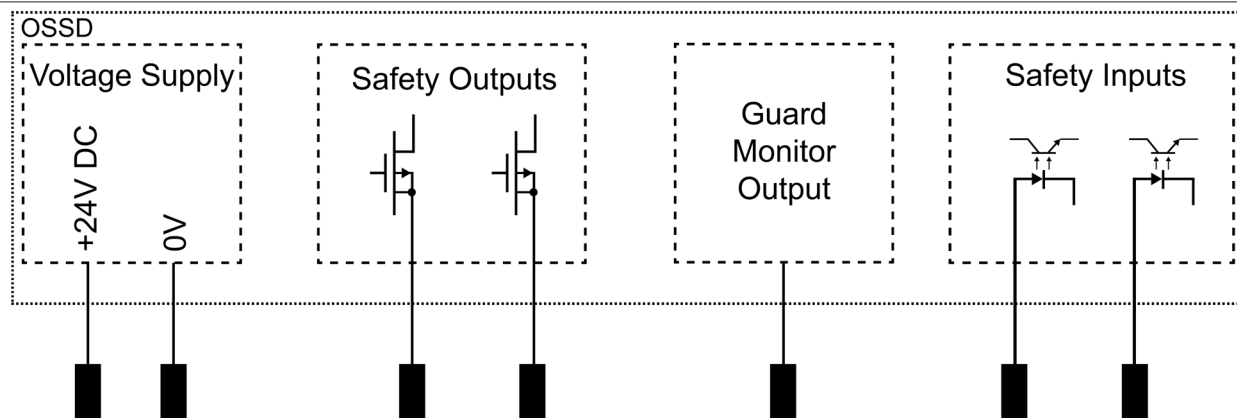 OSSD
Voltage Supply
+24V DC
0V
Safety Outputs
Guard
Monitor
Output
Safety Inputs